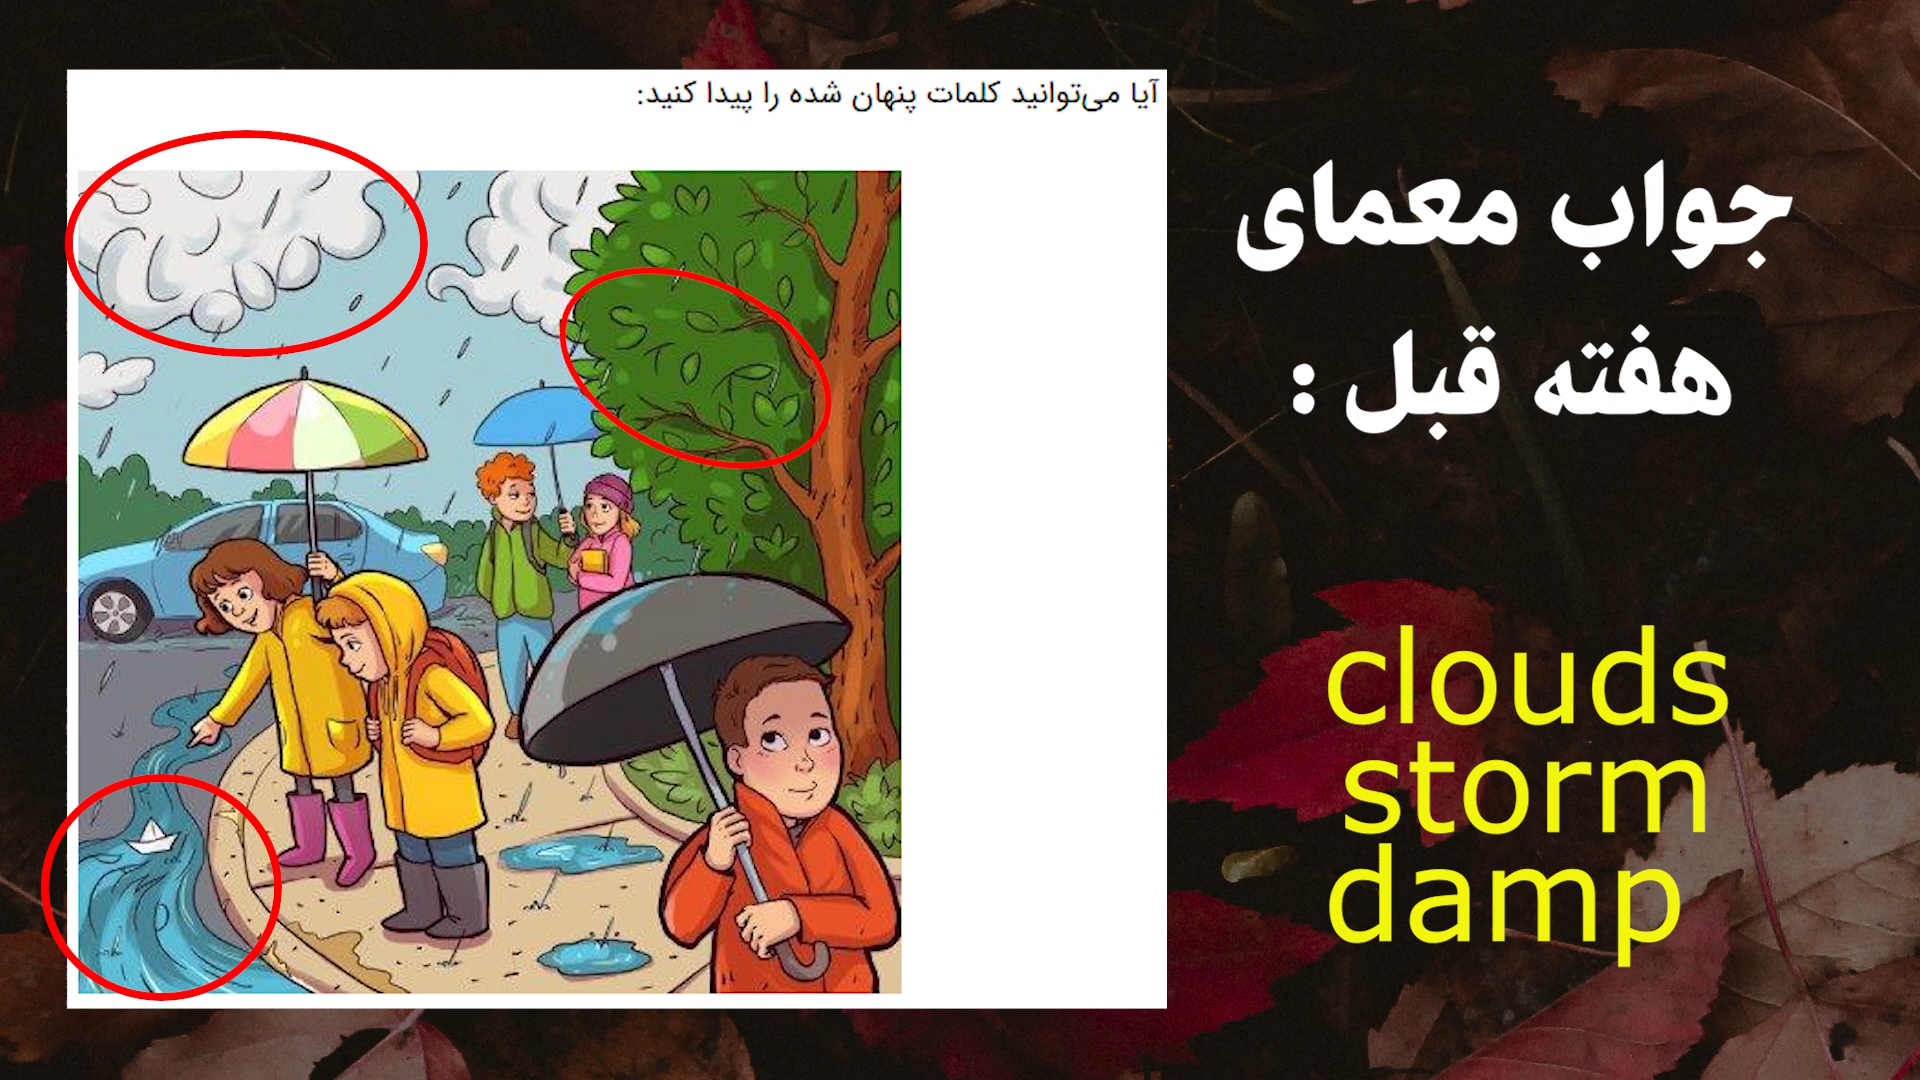 آیا می‌توانید کلمات پنهان شده را پیدا کنید:
جواب معمای
هفته قبل :
clouds
storm
damp